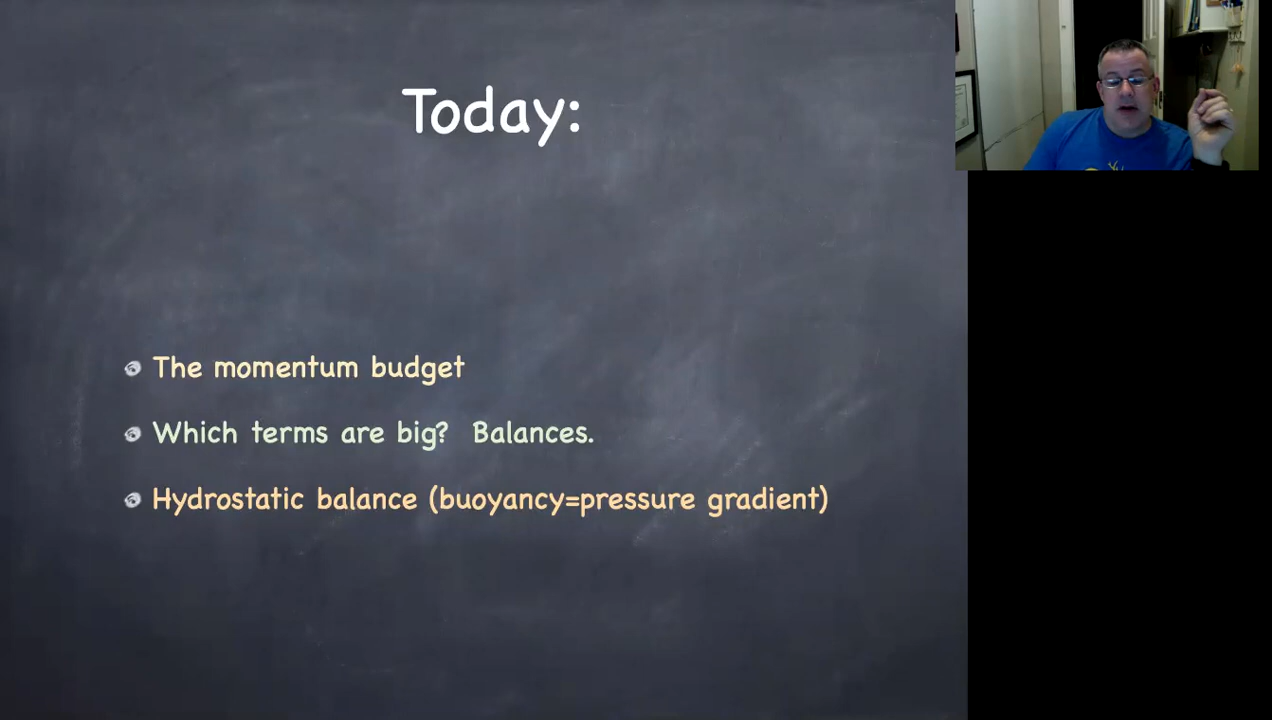 Today:
The momentum budget
Which terms are big? Balances.
Hydrostatic balance (buoyancy=pressure gradient)